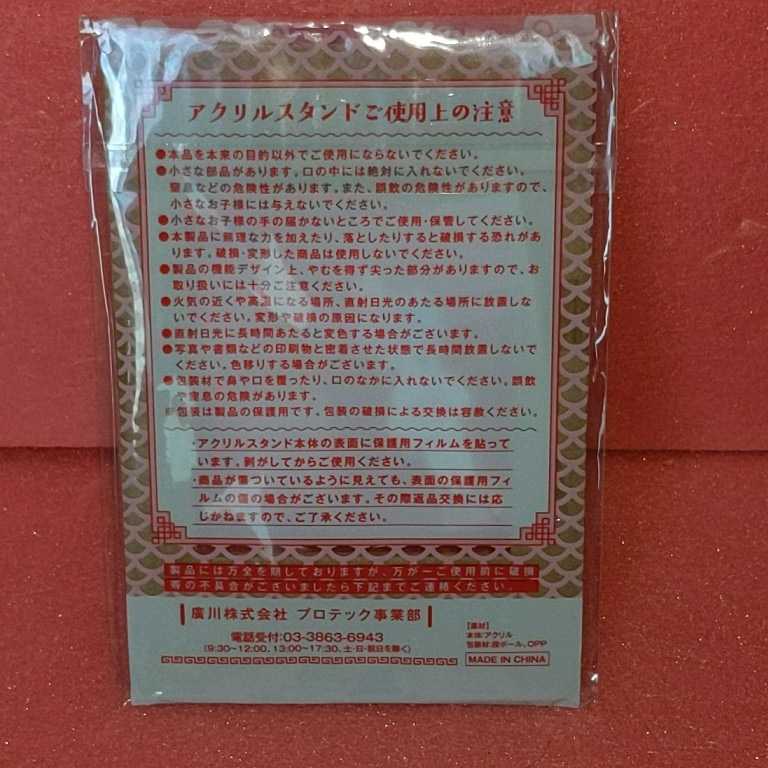 アクリルスタンドご使用上の注意
●本品を本来の目的以外でご使用にならないでください。
●小さな部品があります。口の中には絶対に入れないでください。
窒息などの危険性があります。また、誤飲の危険性がありますので、
小さなお子様には与えないでください。
●小さなお子様の手の届かないところでご使用・保管してください。
●本製品に無理な力を加えたり、落としたりすると破損する恐れがあ
ります。破損・変形した商品は使用しないでください。
●製品の機能デザイン上、やむを得ず尖った部分がありますので、お
取り扱いには十分ご注意ください。
●火気の近くや高温になる場所、直射日光のあたる場所に放置しな
いでください。変形や破損の原因になります。
●直射日光に長時間あたると変色する場合がございます。
●写真や書類などの印刷物と密着させた状態で長時間放置しないで
ください。色移りする場合がございます。
●包装材で鼻や口を覆ったり、口のなかに入れないでください。誤飲
や窒息の危険があります。
※包装は製品の保護用です、包装の破損による交換は容赦ください。
・アクリルスタンド本体の表面に保護用フィルムを貼って
います。剥がしてからご使用ください。
・商品が傷ついているように見えても、表面の保護用フィ
ルムの傷の場合がございます。その際返品交換には応
じかねますので、ご了承ください。
製品には万全を期しておりますが、万が一ご使用前に破損
等の不具合がございましたら下記までご連絡ください
廣川株式会社 プロテック事業部
電話受付:03-3863-6943
(9:30~12:00、13:00~17:30、土・日・祝日を除く)
【素材】
本体:アクリル
包装材:段ボール、OPP
MADE IN CHINA